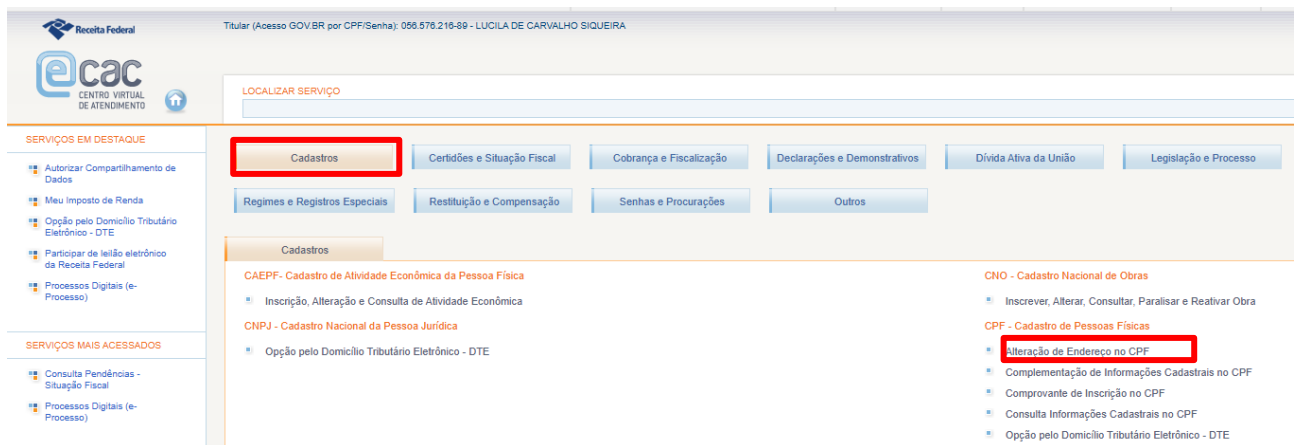 Receita Federal
Titular (Acesso GOV.BR por CPF/Senha): 056.576.216-89 - LUCILA DE CARVALHO SIQUEIRA
ecac
CENTRO VIRTUAL
DE ATENDIMENTO
LOCALIZAR SERVIÇO
SERVIÇOS EM DESTAQUE
Autorizar Compartilhamento de
Dados
Meu Imposto de Renda
Opção pelo Domicílio Tributário
Eletrônico - DTE
Participar de leilão eletrônico
da Receita Federal
Processos Digitais (e-
Processo)
SERVIÇOS MAIS ACESSADOS
Consulta Pendências -
Situação Fiscal
Processos Digitais (e-
Processo)
Cadastros
Certidões e Situação Fiscal
Cobrança e Fiscalização
Declarações e Demonstrativos
Dívida Ativa da União
Legislação e Processo
Regimes e Registros Especiais
Restituição e Compensação
Senhas e Procurações
Outros
Cadastros
CAEPF- Cadastro de Atividade Econômica da Pessoa Física
Inscrição, Alteração e Consulta de Atividade Econômica
CNPJ - Cadastro Nacional da Pessoa Jurídica
Opção pelo Domicílio Tributário Eletrônico - DTE
CNO - Cadastro Nacional de Obras
Inscrever, Alterar, Consultar, Paralisar e Reativar Obra
CPF - Cadastro de Pessoas Físicas
Alteração de Endereço no CPF
Complementação de Informações Cadastrais no CPF
Comprovante de Inscrição no CPF
Consulta Informações Cadastrais no CPF
Opção pelo Domicílio Tributário Eletrônico - DTE